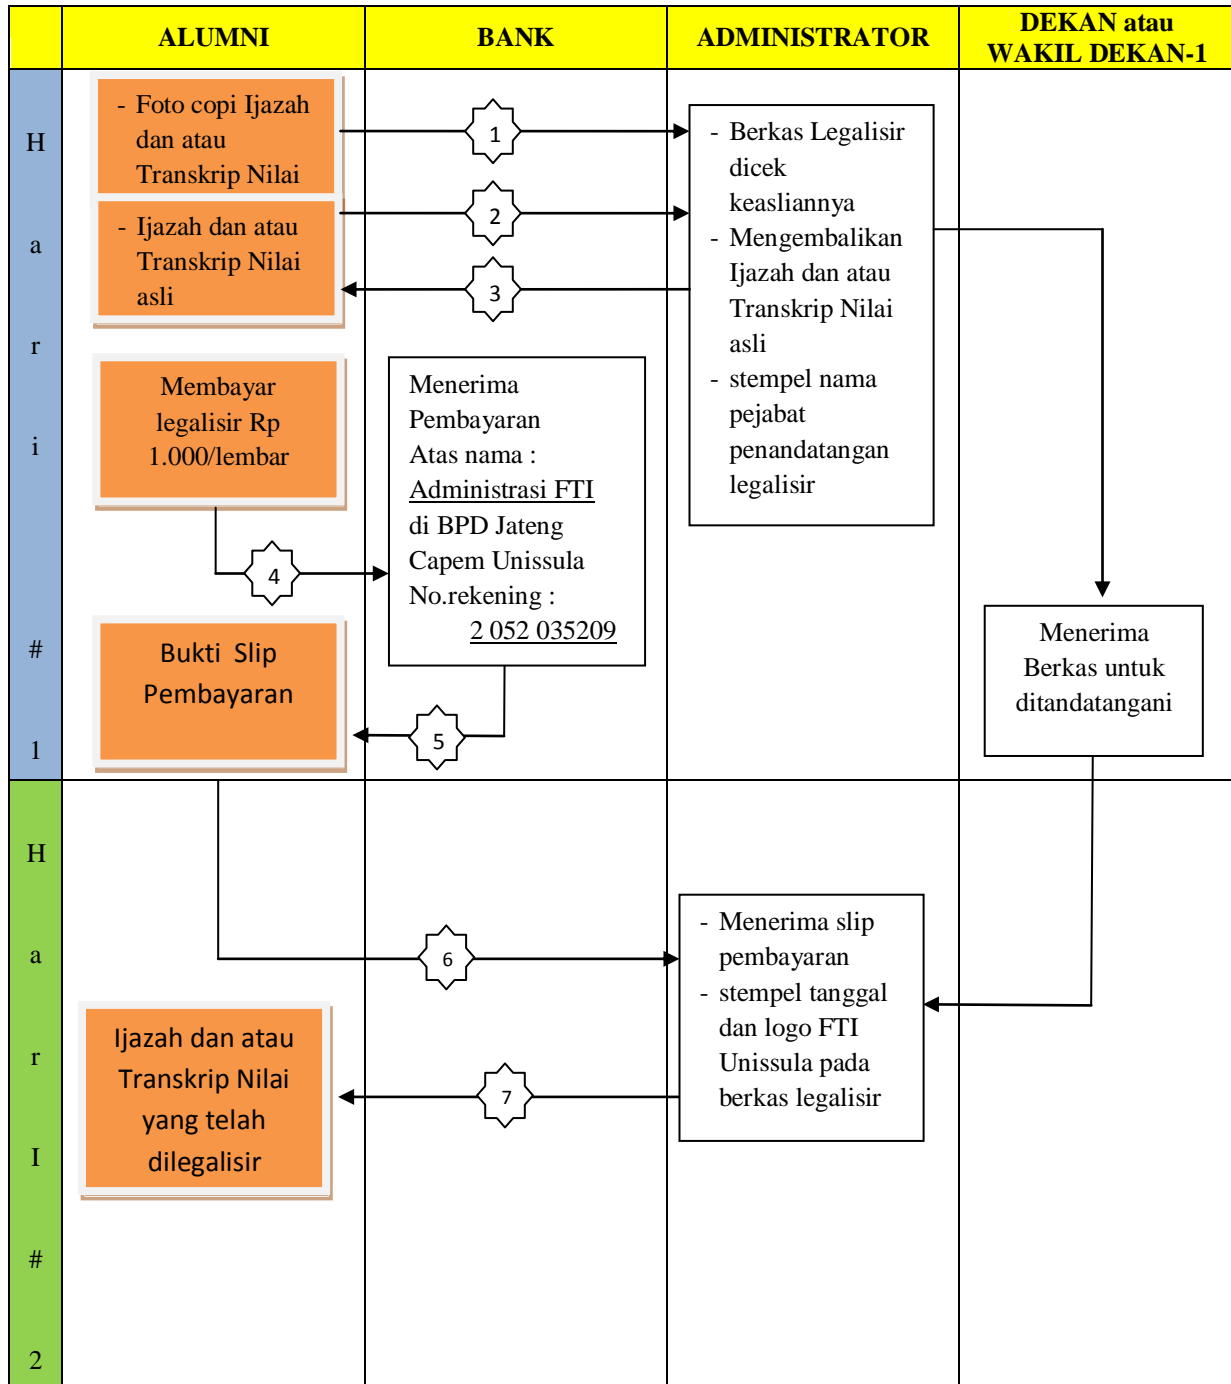 ALUMNI
BANK
ADMINISTRATOR
DEKAN atau
WAKIL DEKAN-1
H
a
r
i
#
1
- Foto copi Ijazah
dan atau
Transkrip Nilai
- Ijazah dan atau
Transkrip Nilai
asli
1
2
3
- Berkas Legalisir
dicek
keasliannya
- Mengembalikan
Ijazah dan atau
Transkrip Nilai
asli
- stempel nama
pejabat
penandatangan
legalisir
Membayar
legalisir Rp
1.000/lembar
4
Menerima
Pembayaran
Atas nama :
Administrasi FTI
di BPD Jateng
Capem Unissula
No.rekening :
2 052 035209
Bukti Slip
Pembayaran
5
Menerima
Berkas untuk
ditandatangani
H
a
r
I
#
2
6
- Menerima slip
pembayaran
- stempel tanggal
dan logo FTI
Unissula pada
berkas legalisir
7
Ijazah dan atau
Transkrip Nilai
yang telah
dilegalisir